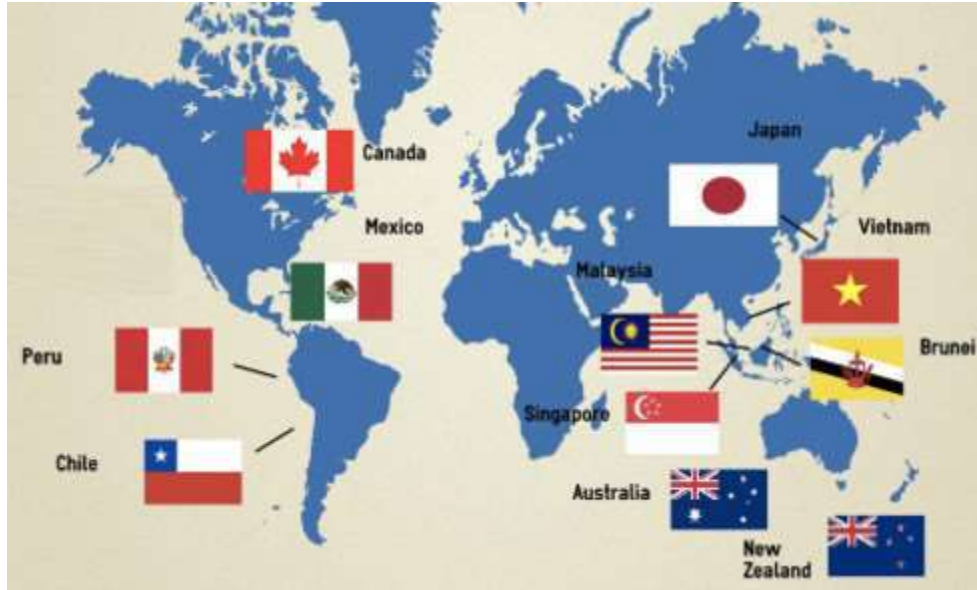 Japan
Canada
Mexico
Vietnam
Malaysia
Peru
Brunei
Singapore
Chile
Australia
New
Zealand